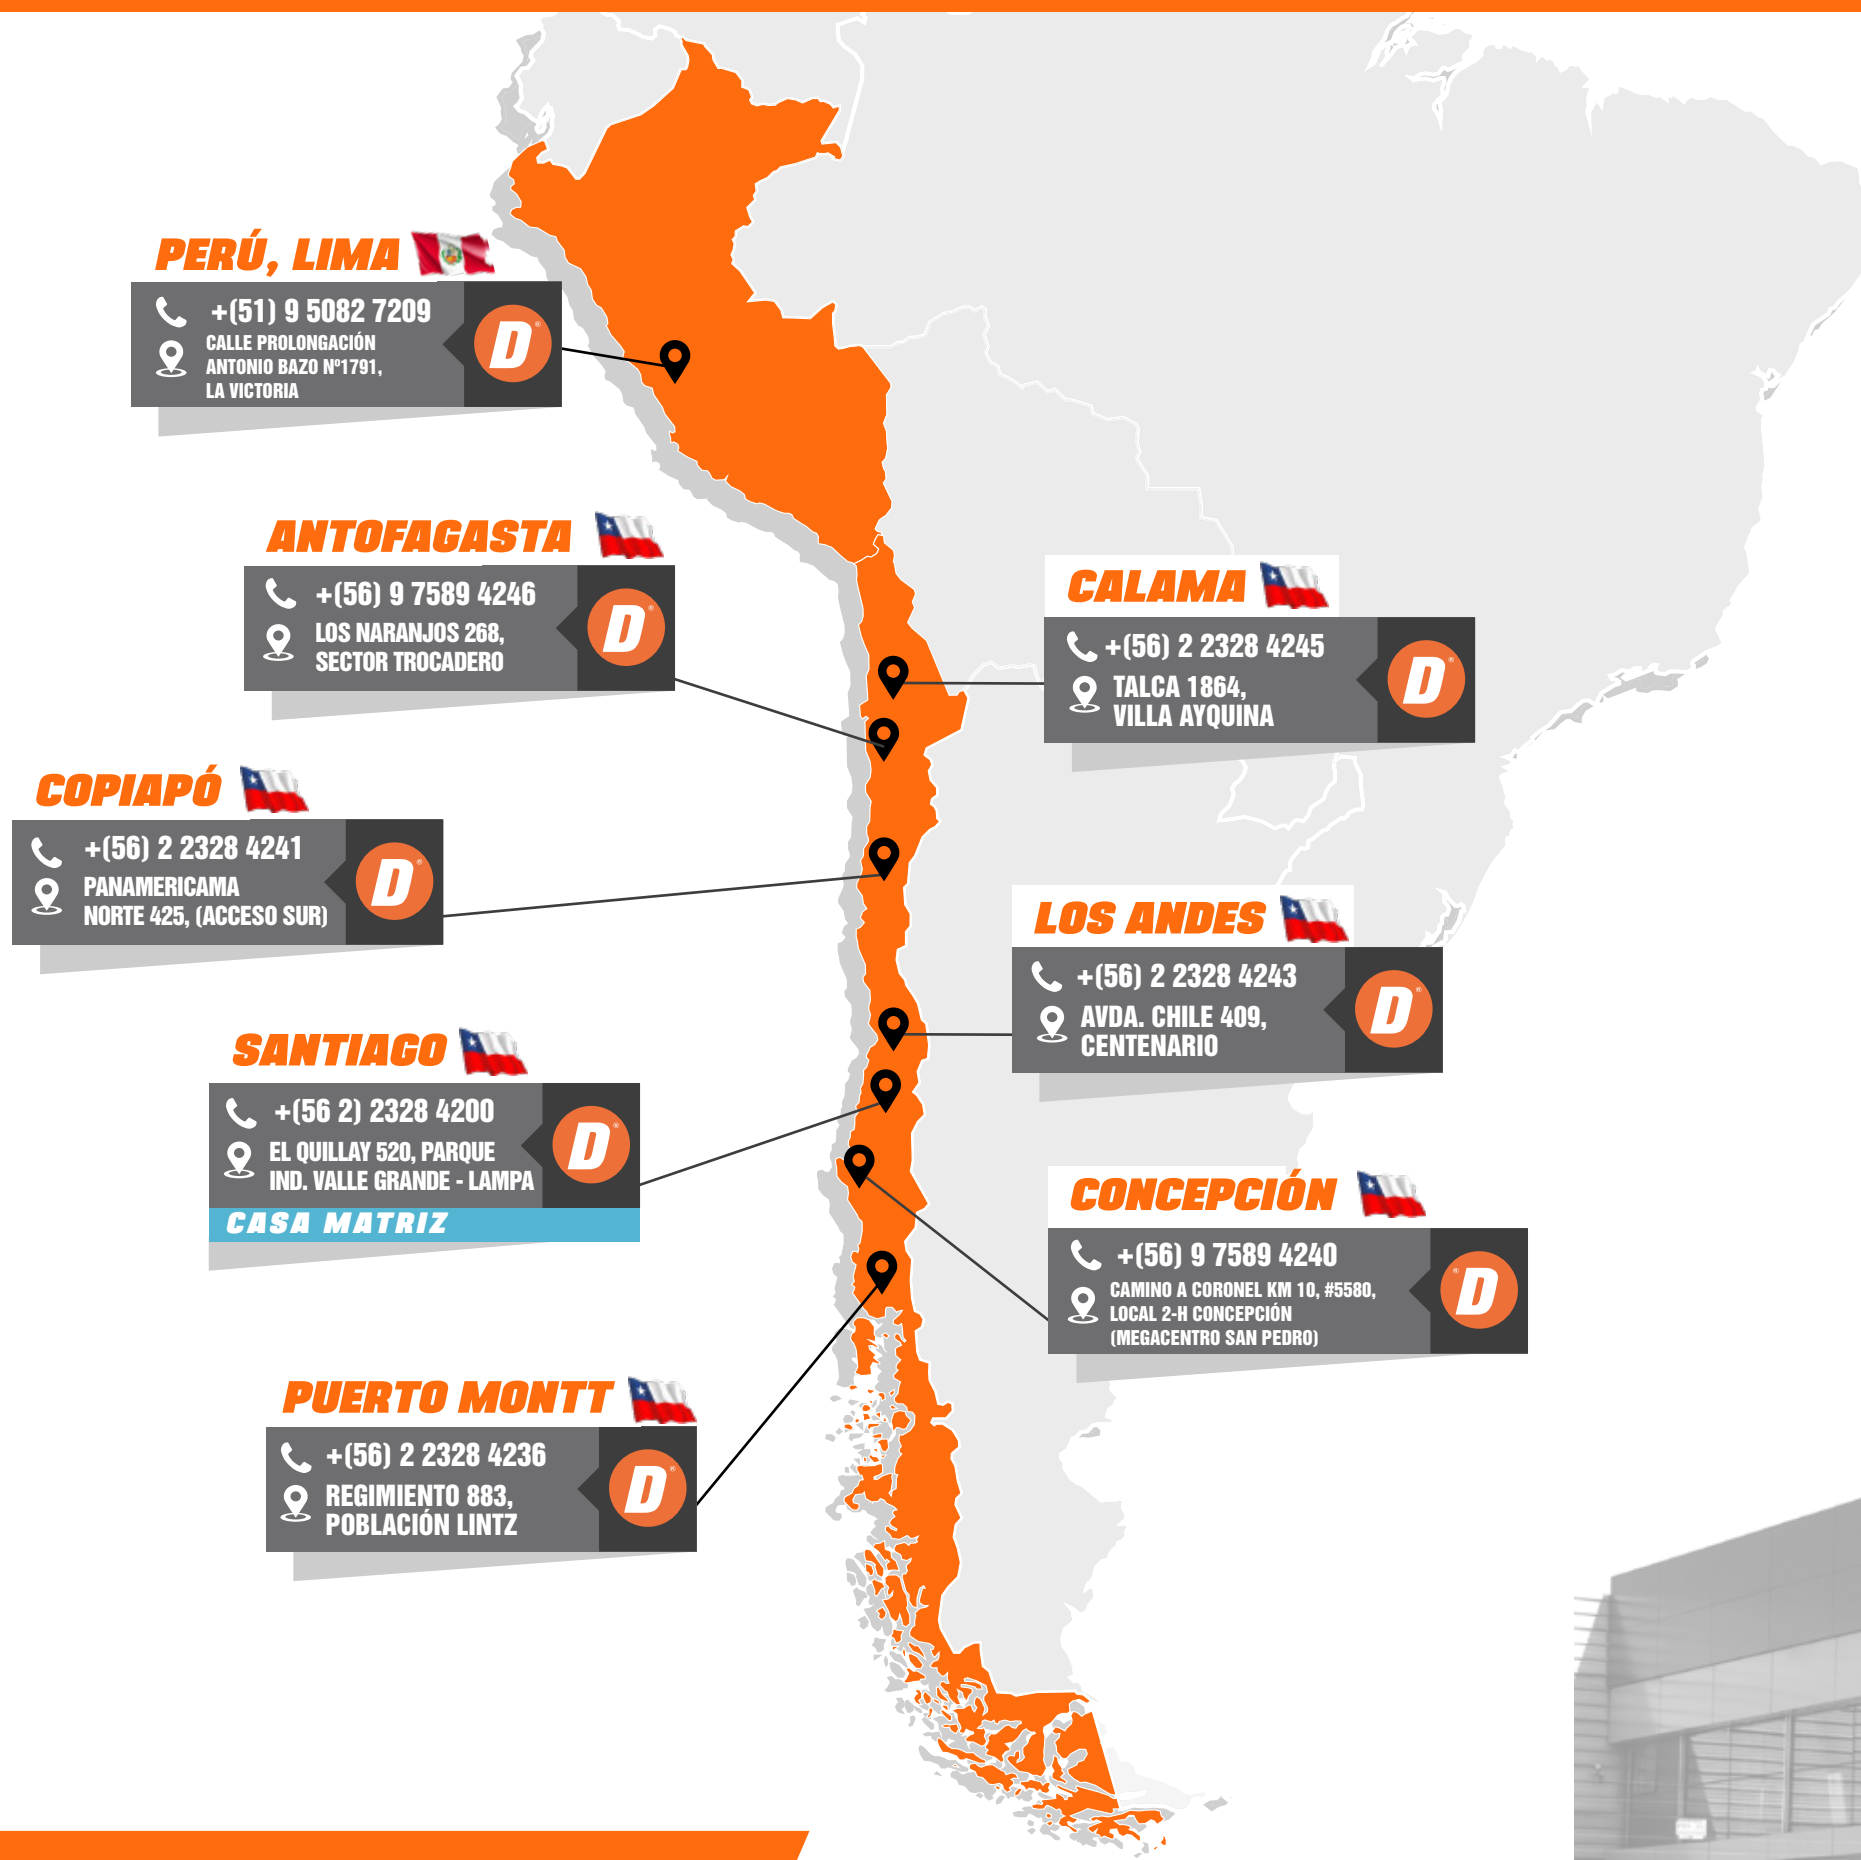 PERÚ, LIMA
+(51) 9 5082 7209
CALLE PROLONGACIÓN
ANTONIO BAZO Nº1791,
LA VICTORIA
D®
ANTOFAGASTA
+(56) 9 7589 4246
LOS NARANJOS 268,
SECTOR TROCADERO
D®
CALAMA
+(56) 2 2328 4245
TALCA 1864,
VILLA AYQUINA
D®
COPIAPÓ
+(56) 2 2328 4241
PANAMERICAMA
NORTE 425, (ACCESO SUR)
D®
LOS ANDES
+(56) 2 2328 4243
AVDA. CHILE 409,
CENTENARIO
D®
SANTIAGO
+(56 2) 2328 4200
EL QUILLAY 520, PARQUE
IND. VALLE GRANDE - LAMPA
D®
CASA MATRIZ
CONCEPCIÓN
+(56) 9 7589 4240
CAMINO A CORONEL KM 10, #5580,
LOCAL 2-H CONCEPCIÓN
(MEGACENTRO SAN PEDRO)
®D
PUERTO MONTT
+(56) 2 2328 4236
REGIMIENTO 883,
POBLACIÓN LINTZ
D®